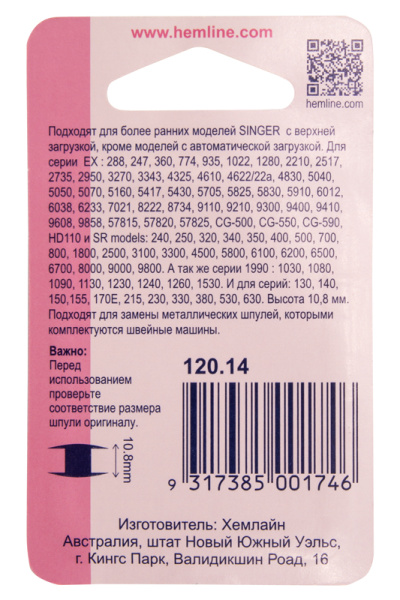 www.hemline.com
hemline.com
Подходят для более ранних моделей SINGER с верхней
загрузкой, кроме моделей с автоматической загрузкой. Для
серии EX : 288, 247, 360, 774, 935, 1022, 1280, 2210, 2517,
2735, 2950, 3270, 3343, 4325, 4610, 4622/22a, 4830, 5040,
5050, 5070, 5160, 5417, 5430, 5705, 5825, 5830, 5910, 6012,
6038, 6233, 7021, 8222, 8734, 9110, 9210, 9300, 9400, 9410,
9608, 9858, 57815, 57820, 57825, CG-500, CG-550, CG-590,
HD110 и SR models: 240, 250, 320, 340, 350, 400, 500, 700,
800, 1800, 2500, 3100, 3300, 4500, 5800, 6100, 6200, 6500,
6700, 8000, 9000, 9800. А так же серии 1990 : 1030, 1080,
1090, 1130, 1230, 1240, 1260, 1530. И для серий: 130, 140,
150,155, 170E, 215, 230, 330, 380, 530, 630. Высота 10,8 мм.
Подходят для замены металлических шпулей, которыми
комплектуются швейные машины.
Важно:
Перед
использованием
проверьте
соответствие размера
шпули оригиналу.
10.8mm
120.14
9 317385 001746
Изготовитель: Хемлайн
Австралия, штат Новый Южный Уэльс,
г. Кингс Парк, Валидикшин Роад, 16